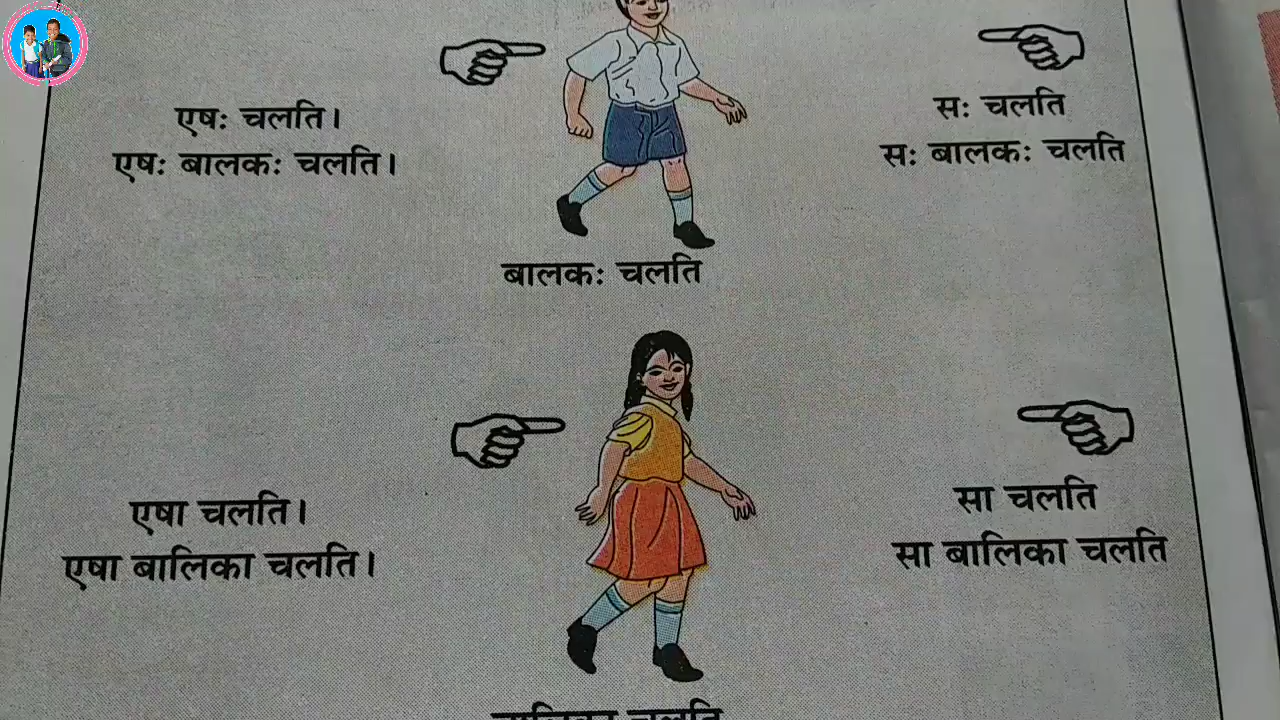 एषः चलति।
एषः बालकः चलति।
सः चलति
सः बालकः चलति
बालकः चलति
एषा चलति।
एषा बालिका चलति।
सा चलति
सा बालिका चलति